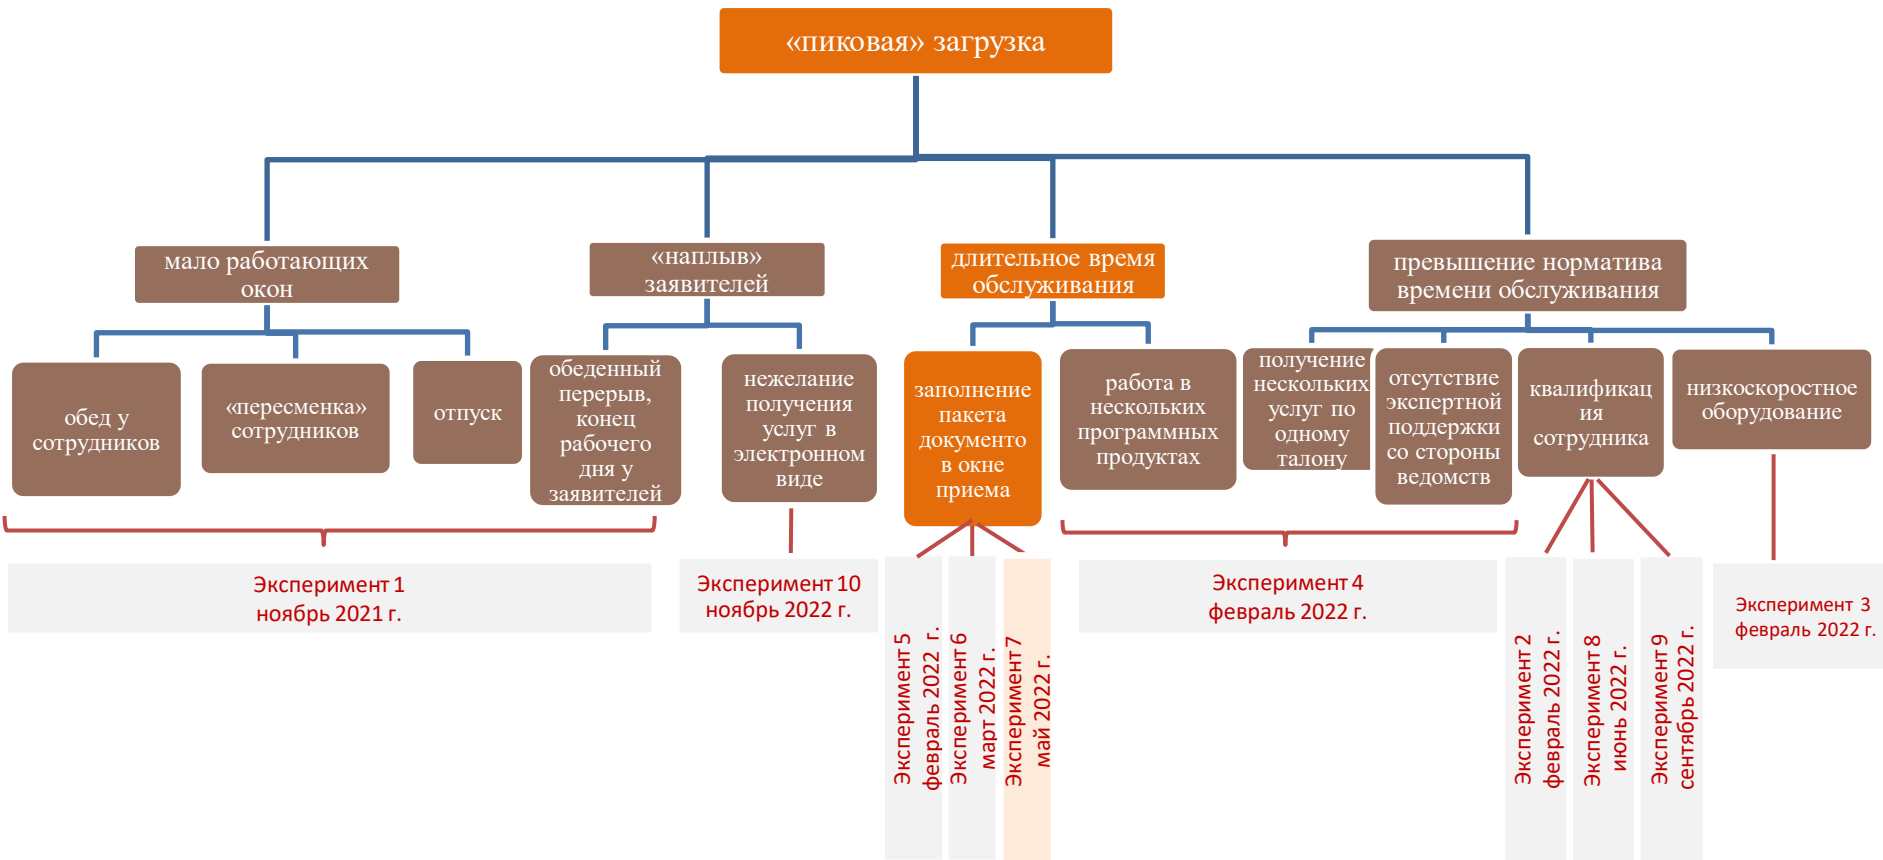 «пиковая» загрузка
мало работающих
окон
«наплыв»
заявителей
длительное время
обслуживания
превышение норматива
времени обслуживания
обед у
сотрудников
«пересменка»
сотрудников
отпуск
обеденный
перерыв,
конец
рабочего
дня у
заявителей
нежелание
получения
услуг в
электронном
виде
заполнение
пакета
документо
в окне
приема
работа в
нескольких
программных
продуктах
получение
нескольких
услуг по
одному
талону
отсутствие
экспертной
поддержки
со стороны
ведомств
квалификац
ия
сотрудника
низкоскоростное
оборудование
Эксперимент 1
ноябрь 2021 г.
Эксперимент 10
ноябрь 2022 г.
Эксперимент 5
февраль 2022 г.
Эксперимент 6
март 2022 г.
Эксперимент 7
май 2022 г.
Эксперимент 4
февраль 2022 г.
Эксперимент 2
февраль 2022 г.
Эксперимент 8
июнь 2022 г.
Эксперимент 9
сентябрь 2022 г.
Эксперимент 3
февраль 2022 г.